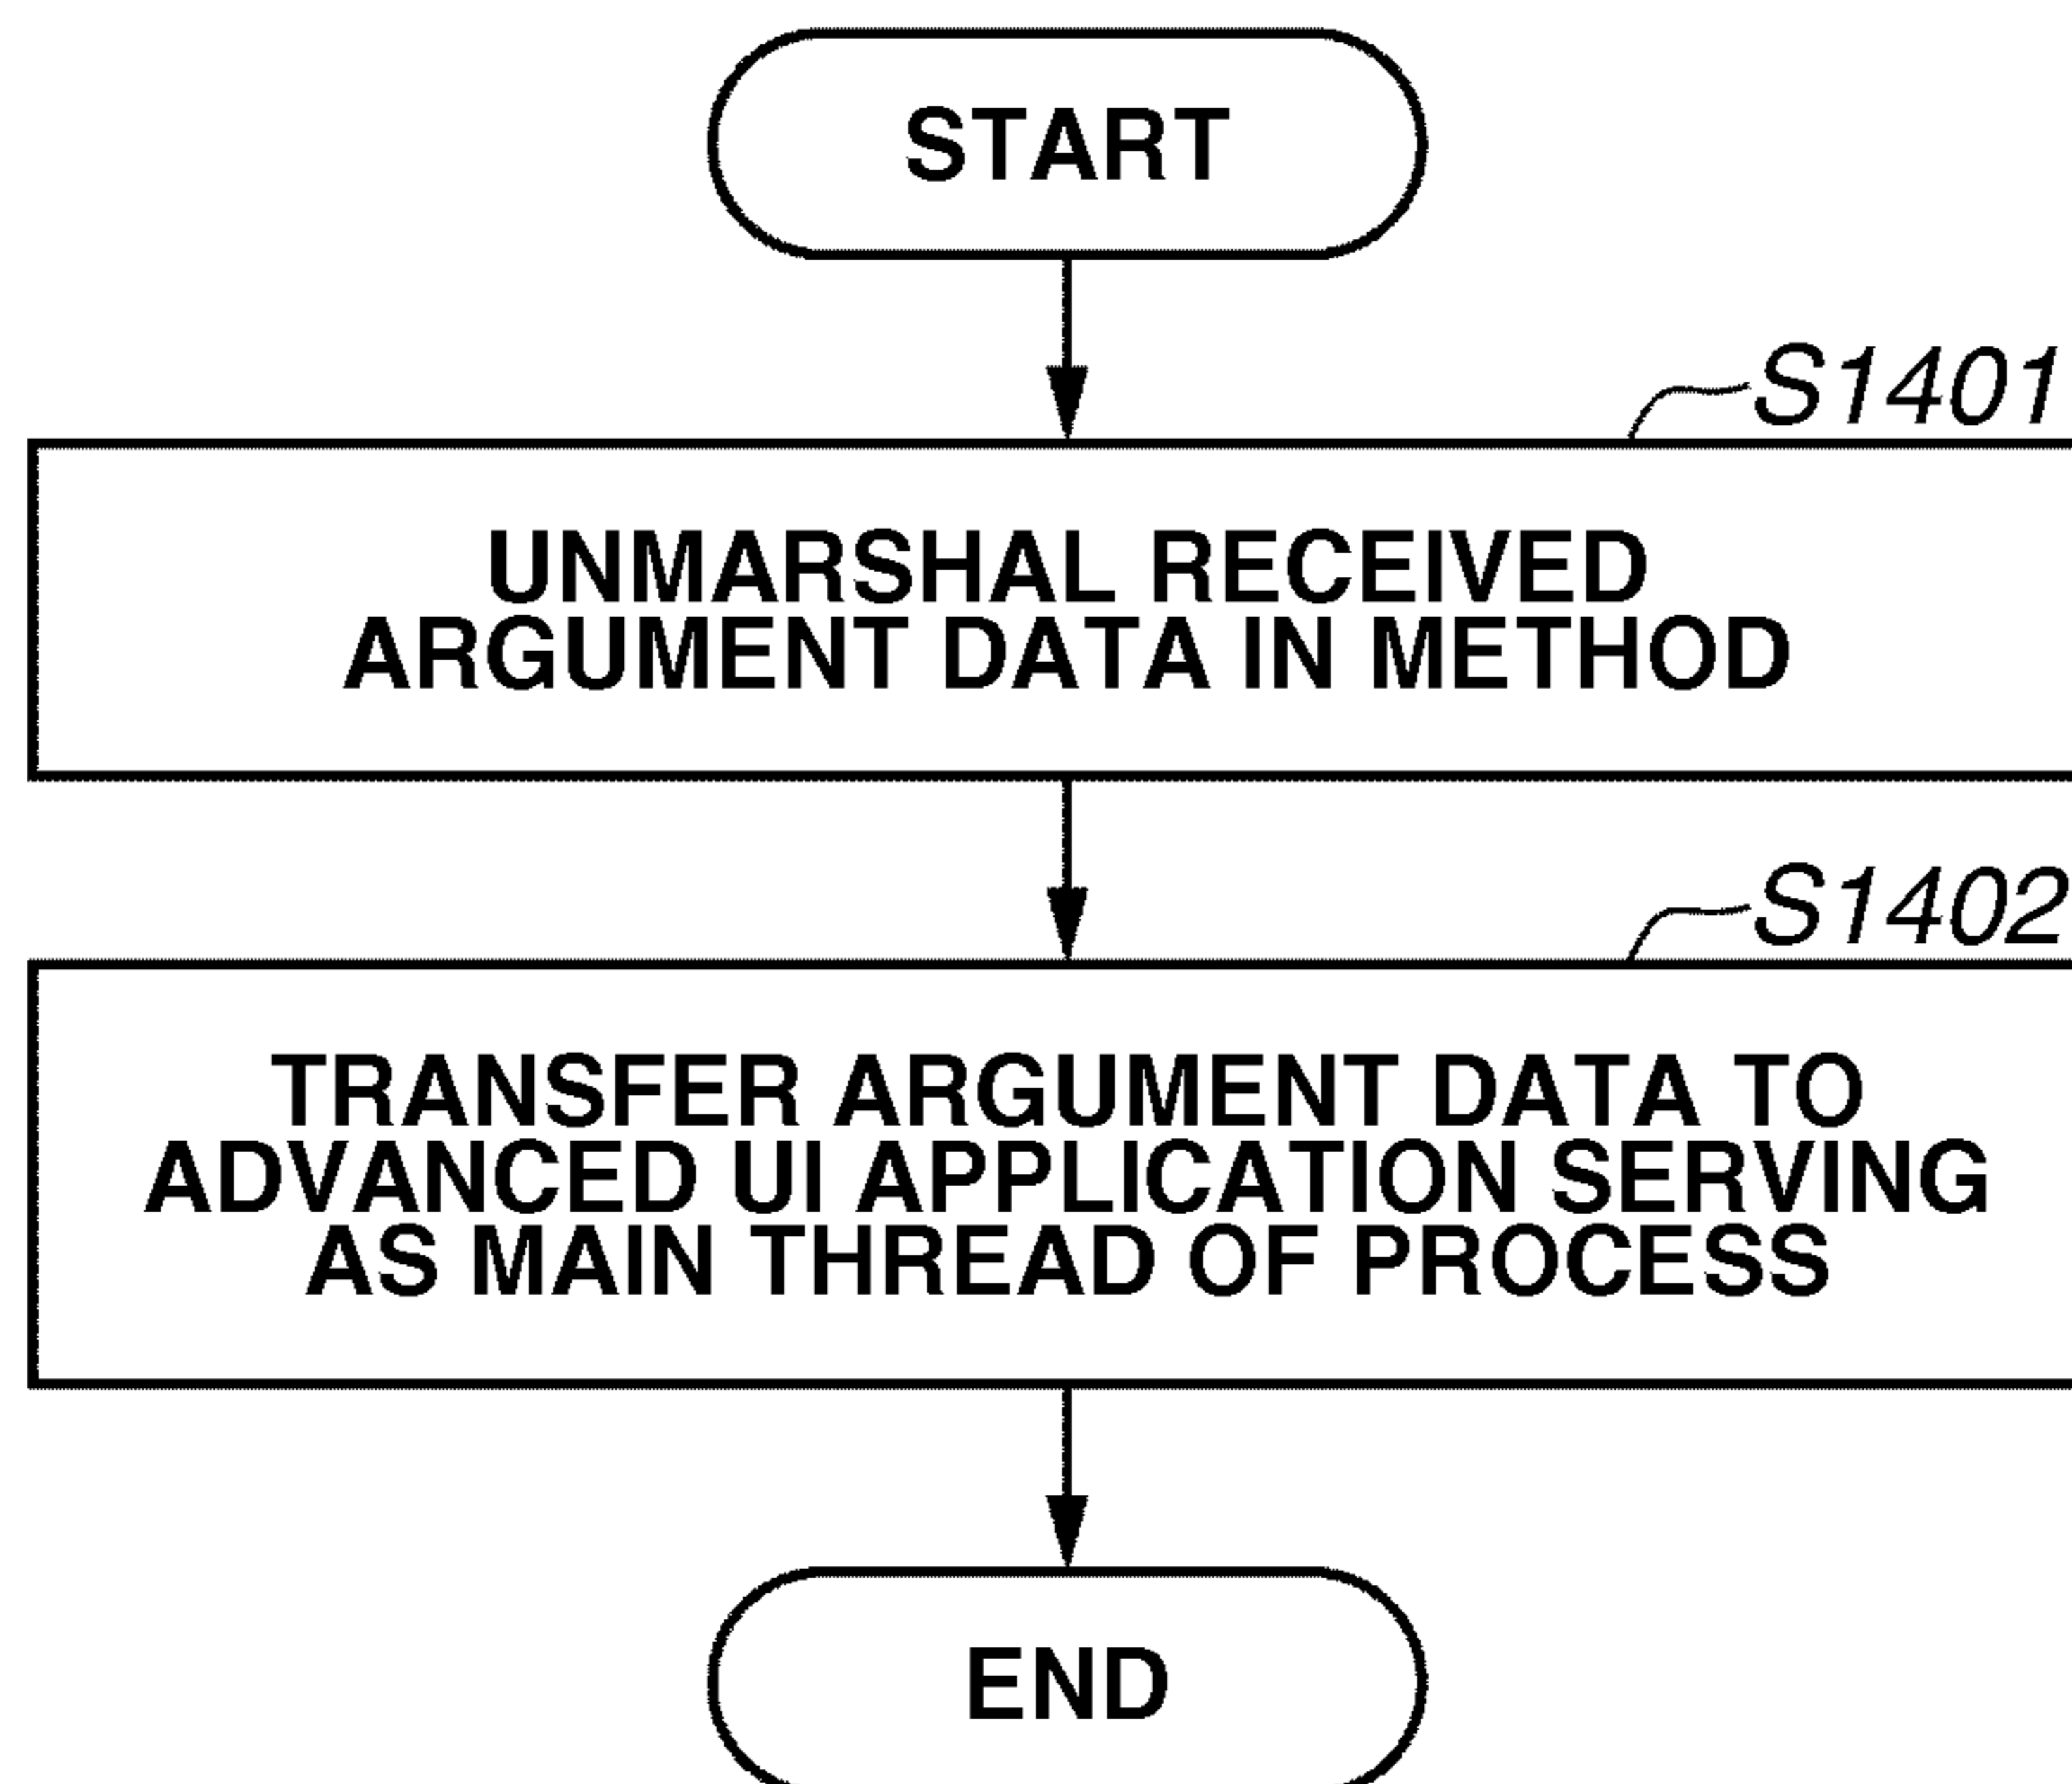 START
S1401
UNMARSHAL RECEIVED
ARGUMENT DATA IN METHOD
S1402
TRANSFER ARGUMENT DATA TO
ADVANCED UI APPLICATION SERVING
AS MAIN THREAD OF PROCESS
END